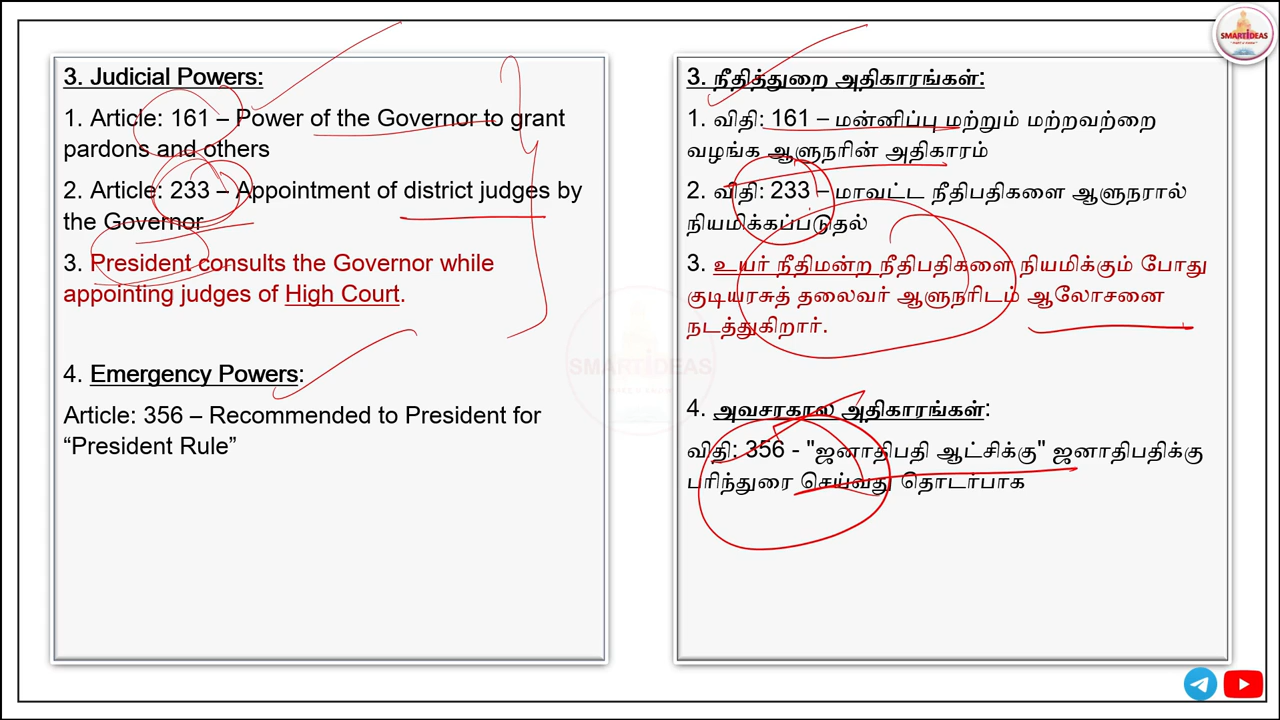 SMARTIDEAS
3. Judicial Powers:
1. Article: 161 – Power of the Governor to grant
pardons and others
2. Article: 233 – Appointment of district judges by
the Governor
3. President consults the Governor while
appointing judges of High Court.
4. Emergency Powers:
Article: 356 – Recommended to President for
“President Rule”
3. நீதித்துறை அதிகாரங்கள்:
1. விதி: 161 – மன்னிப்பு மற்றும் மற்றவற்றை
வழங்க ஆளுநரின் அதிகாரம்
2. விதி: 233 – மாவட்ட நீதிபதிகளை ஆளுநரால்
நியமிக்கப்படுதல்
3. உயர் நீதிமன்ற நீதிபதிகளை நியமிக்கும் போது
குடியரசுத் தலைவர் ஆளுநரிடம் ஆலோசனை
நடத்துகிறார்.
4. அவசரகால அதிகாரங்கள்:
விதி: 356 - "ஜனாதிபதி ஆட்சிக்கு" ஜனாதிபதிக்கு
பரிந்துரை செய்வது தொடர்பாக
SMARTIDEAS